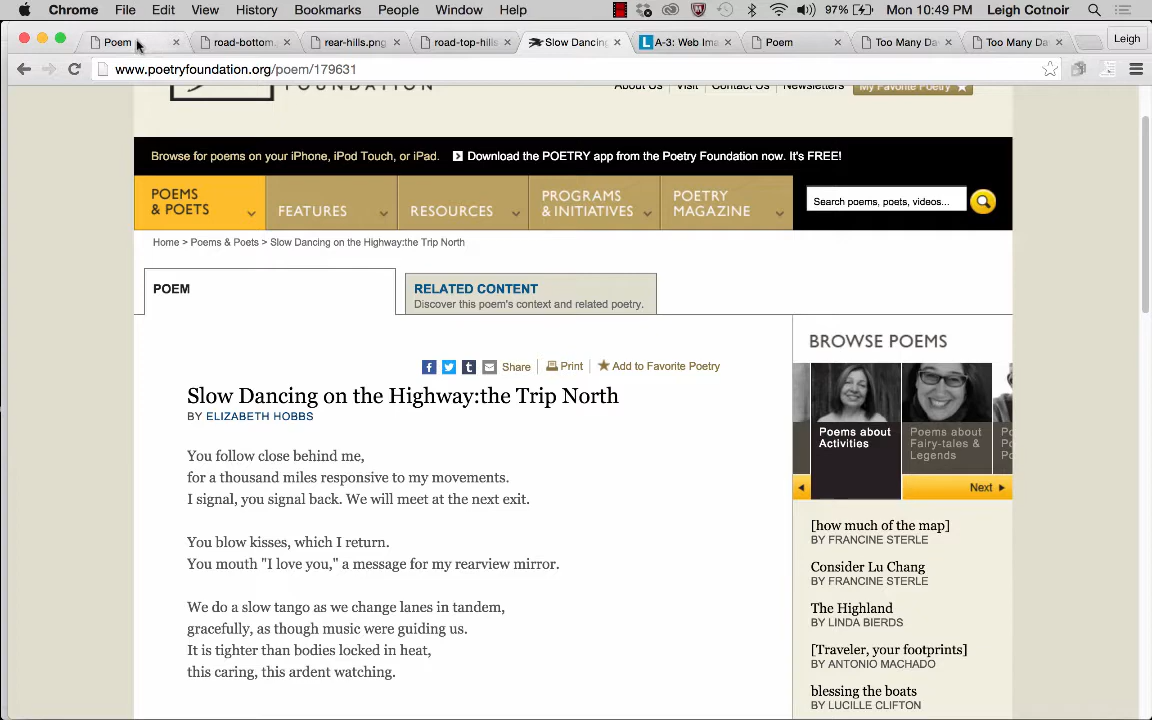 Chrome File Edit View History Bookmarks People Window Help 97% Mon 10:49 PM Leigh Cotnoir
Poem road-bottom. rear-hills.png road-top-hills Slow Dancing A-3: Web Ima Poem Too Many Da Too Many Da Leigh
www.poetryfoundation.org/poem/179631
FOUNDATION About Us Visit Contact Us Newsletters My Favorite Poetry
Browse for poems on your iPhone, iPod Touch, or iPad. Download the POETRY app from the Poetry Foundation now. It's FREE!
POEMS
& POETS
FEATURES
RESOURCES
PROGRAMS
& INITIATIVES
POETRY
MAGAZINE
Search poems, poets, videos...
Home > Poems & Poets > Slow Dancing on the Highway:the Trip North
POEM
RELATED CONTENT
Discover this poem's context and related poetry.
Share Print Add to Favorite Poetry
Slow Dancing on the Highway:the Trip North
BY ELIZABETH HOBBS
You follow close behind me,
for a thousand miles responsive to my movements.
I signal, you signal back. We will meet at the next exit.
You blow kisses, which I return.
You mouth "I love you," a message for my rearview mirror.
We do a slow tango as we change lanes in tandem,
gracefully, as though music were guiding us.
It is tighter than bodies locked in heat,
this caring, this ardent watching.
BROWSE POEMS
Poems about
Activities
Poems about
Fairy-tales &
Legends
Next
[how much of the map]
BY FRANCINE STERLE
Consider Lu Chang
BY FRANCINE STERLE
The Highland
BY LINDA BIERDS
[Traveler, your footprints]
BY ANTONIO MACHADO
blessing the boats
BY LUCILLE CLIFTON